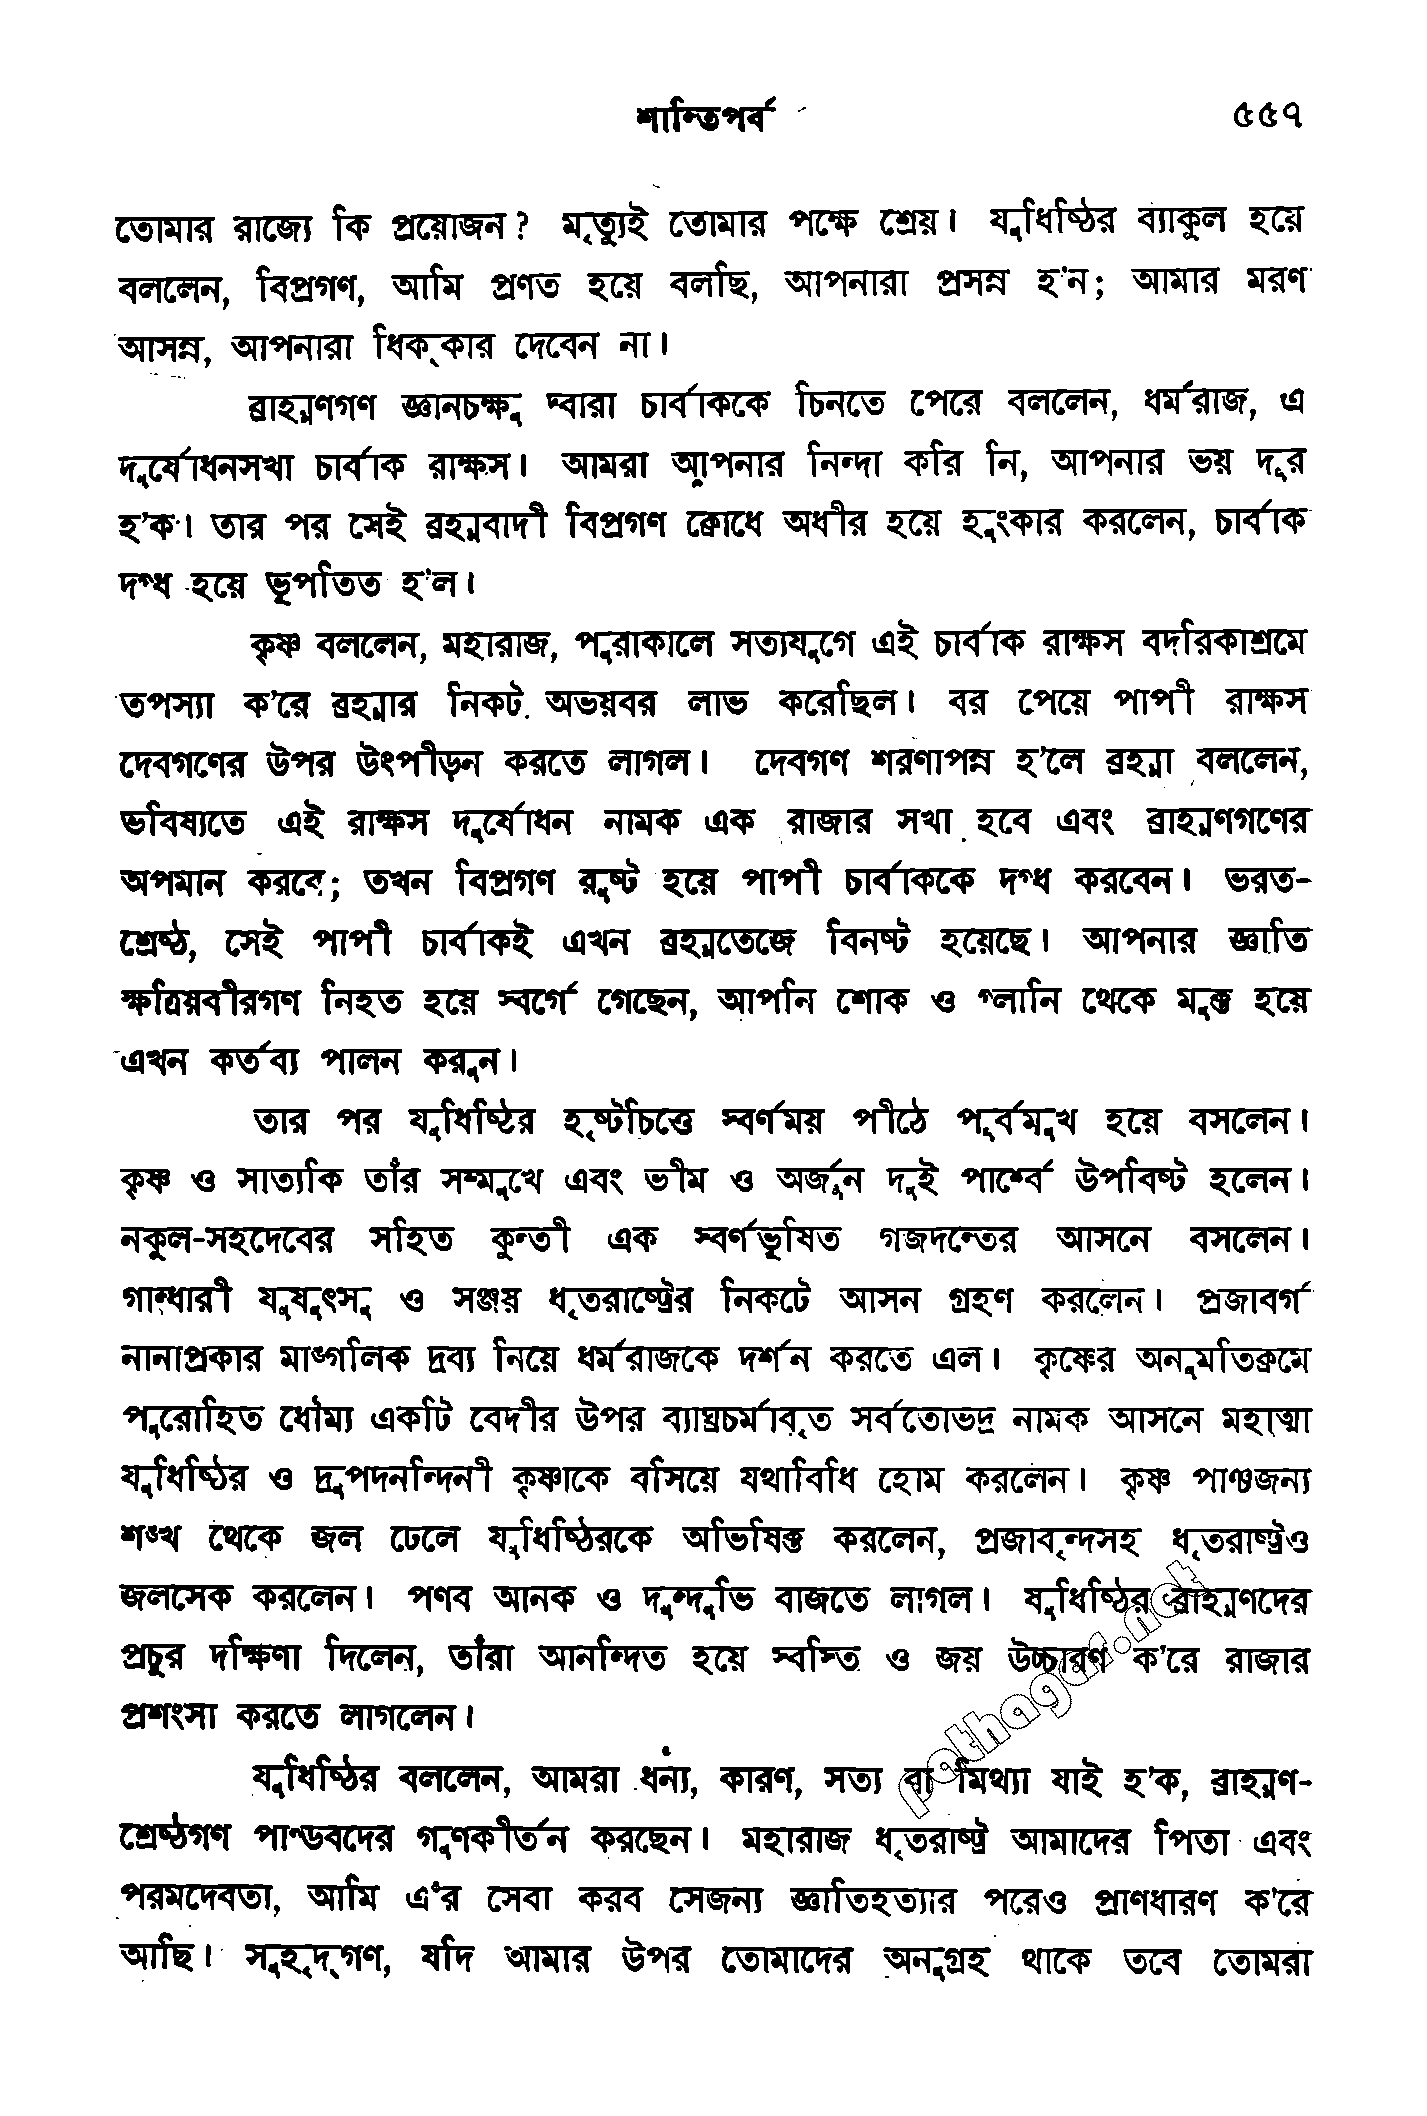 শান্তিপর্ব ৫৫৭
তোমার রাজ্যে কি প্রয়োজন? মৃত্যুই তোমার পক্ষে শ্রেয়। যুধিষ্ঠির ব্যাকুল হয়ে
বললেন, বিপ্রগণ, আমি প্রণত হয়ে বলছি, আপনারা প্রসন্ন হ'ন; আমার মরণ
আসন্ন, আপনারা ধিক্‌কার দেবেন না।
ব্রাহ্মণগণ জ্ঞানচক্ষু দ্বারা চার্বাককে চিনতে পেরে বললেন, ধর্মরাজ, এ
দুর্যোধনসখা চার্বাক রাক্ষস। আমরা আপনার নিন্দা করি নি, আপনার ভয় দূর
হ'ক। তার পর সেই ব্রহ্মবাদী বিপ্রগণ ক্রোধে অধীর হয়ে হুংকার করলেন, চার্বাক
দগ্ধ হয়ে ভূপতিত হ'ল।
কৃষ্ণ বললেন, মহারাজ, পুরাকালে সত্যযুগে এই চার্বাক রাক্ষস বদরিকাশ্রমে
তপস্যা ক'রে ব্রহ্মার নিকট অভয়বর লাভ করেছিল। বর পেয়ে পাপী রাক্ষস
দেবগণের উপর উৎপীড়ন করতে লাগল। দেবগণ শরণাপন্ন হ'লে ব্রহ্মা বললেন,
ভবিষ্যতে এই রাক্ষস দুর্যোধন নামক এক রাজার সখা হবে এবং ব্রাহ্মণগণের
অপমান করবে; তখন বিপ্রগণ রুষ্ট হয়ে পাপী চার্বাককে দগ্ধ করবেন। ভরত-
শ্রেষ্ঠ, সেই পাপী চার্বাকই এখন ব্রহ্মতেজে বিনষ্ট হয়েছে। আপনার জ্ঞাতি
ক্ষত্রিয়বীরগণ নিহত হয়ে স্বর্গে গেছেন, আপনি শোক ও গ্লানি থেকে মুক্ত হয়ে
এখন কর্তব্য পালন করুন।
তার পর যুধিষ্ঠির হৃষ্টচিত্তে স্বর্ণময় পীঠে পূর্বমুখ হয়ে বসলেন।
কৃষ্ণ ও সাত্যকি তাঁর সম্মুখে এবং ভীম ও অর্জুন দুই পার্শ্বে উপবিষ্ট হলেন।
নকুল-সহদেবের সহিত কুন্তী এক স্বর্ণভূষিত গজদন্তের আসনে বসলেন।
গান্ধারী যুযুৎসু ও সঞ্জয় ধৃতরাষ্ট্রের নিকটে আসন গ্রহণ করলেন। প্রজাবর্গ
নানাপ্রকার মাঙ্গলিক দ্রব্য নিয়ে ধর্মরাজকে দর্শন করতে এল। কৃষ্ণের অনুমতিক্রমে
পুরোহিত ধৌম্য একটি বেদীর উপর ব্যাঘ্রচর্মাবৃত সর্বতোভদ্র নামক আসনে মহাত্মা
যুধিষ্ঠির ও দ্রুপদনন্দিনী কৃষ্ণাকে বসিয়ে যথাবিধি হোম করলেন। কৃষ্ণ পাঞ্চজন্য
শঙ্খ থেকে জল ঢেলে যুধিষ্ঠিরকে অভিষিক্ত করলেন, প্রজাবৃন্দসহ ধৃতরাষ্ট্রও
জলসেক করলেন। পণব আনক ও দুন্দুভি বাজতে লাগল। যুধিষ্ঠির ব্রাহ্মণদের
প্রচুর দক্ষিণা দিলেন, তাঁরা আনন্দিত হয়ে স্বস্তি ও জয় উচ্চারণ ক'রে রাজার
প্রশংসা করতে লাগলেন।
যুধিষ্ঠির বললেন, আমরা ধন্য, কারণ, সত্য বা মিথ্যা যাই হ'ক, ব্রাহ্মণ-
শ্রেষ্ঠগণ পাণ্ডবদের গুণকীর্তন করছেন। মহারাজ ধৃতরাষ্ট্র আমাদের পিতা এবং
পরমদেবতা, আমি এঁর সেবা করব সেজন্য জ্ঞাতিহত্যার পরেও প্রাণধারণ ক'রে
আছি। সুহৃদ্‌গণ, যদি আমার উপর তোমাদের অনুগ্রহ থাকে তবে তোমরা
pathagar.net